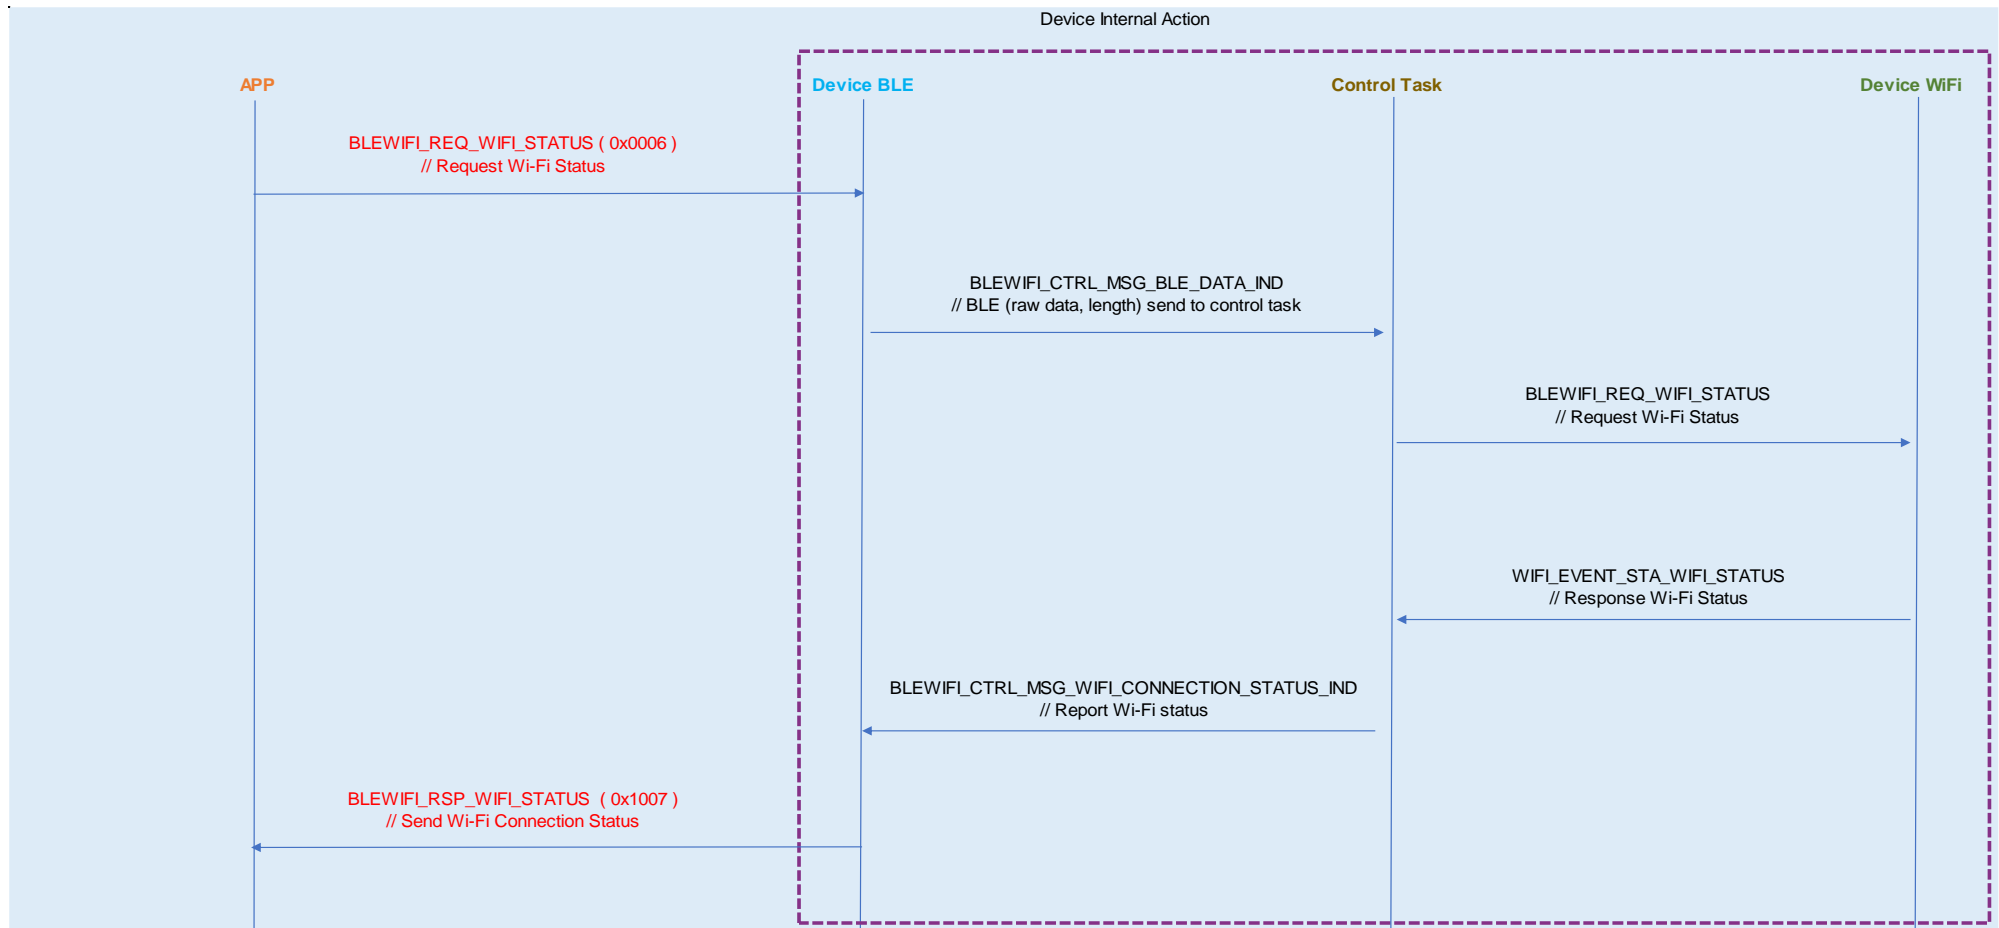 Device Internal Action
APP
Device BLE
Control Task
Device WiFi
BLEWIFI_REQ_WIFI_STATUS ( 0x0006 )
// Request Wi-Fi Status
BLEWIFI_CTRL_MSG_BLE_DATA_IND
// BLE (raw data, length) send to control task
BLEWIFI_REQ_WIFI_STATUS
// Request Wi-Fi Status
WIFI_EVENT_STA_WIFI_STATUS
// Response Wi-Fi Status
BLEWIFI_CTRL_MSG_WIFI_CONNECTION_STATUS_IND
// Report Wi-Fi status
BLEWIFI_RSP_WIFI_STATUS ( 0x1007 )
// Send Wi-Fi Connection Status